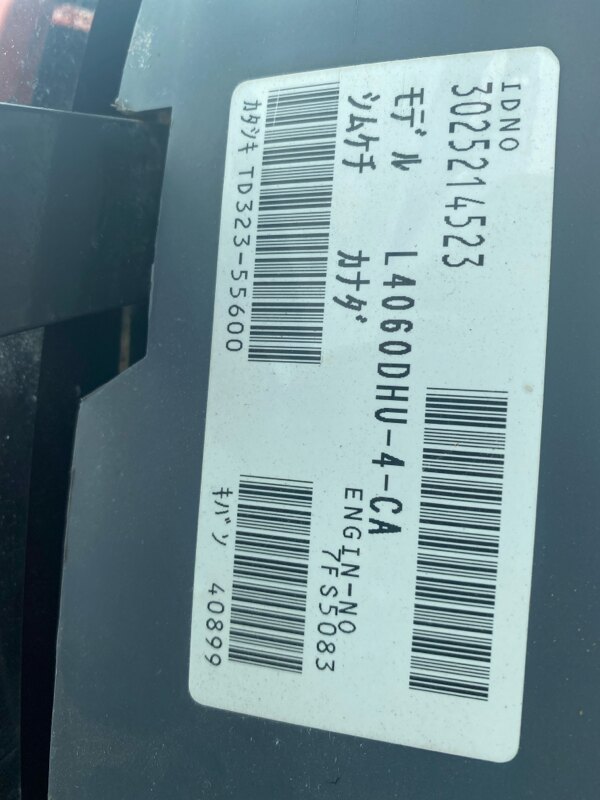 IDNO
3025214523
モデル L4060DHU-4-CA
シムケチ カナダ
ENGIN-NO
7FS5083
カタシキ TD323-55600
キバン 40899